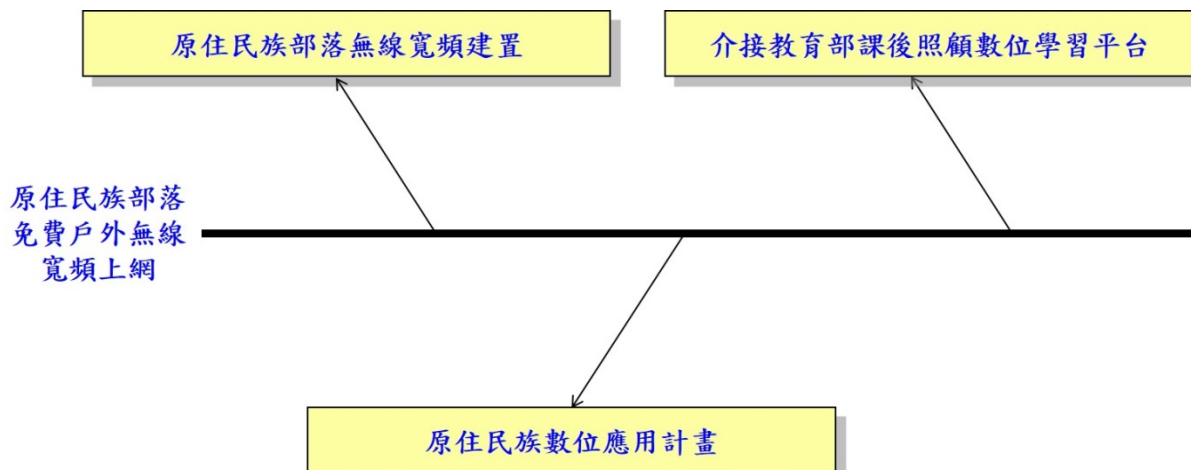 原住民族部落無線寬頻建置
介接教育部課後照顧數位學習平台
原住民族部落
免費戶外無線
寬頻上網
原住民族數位應用計畫